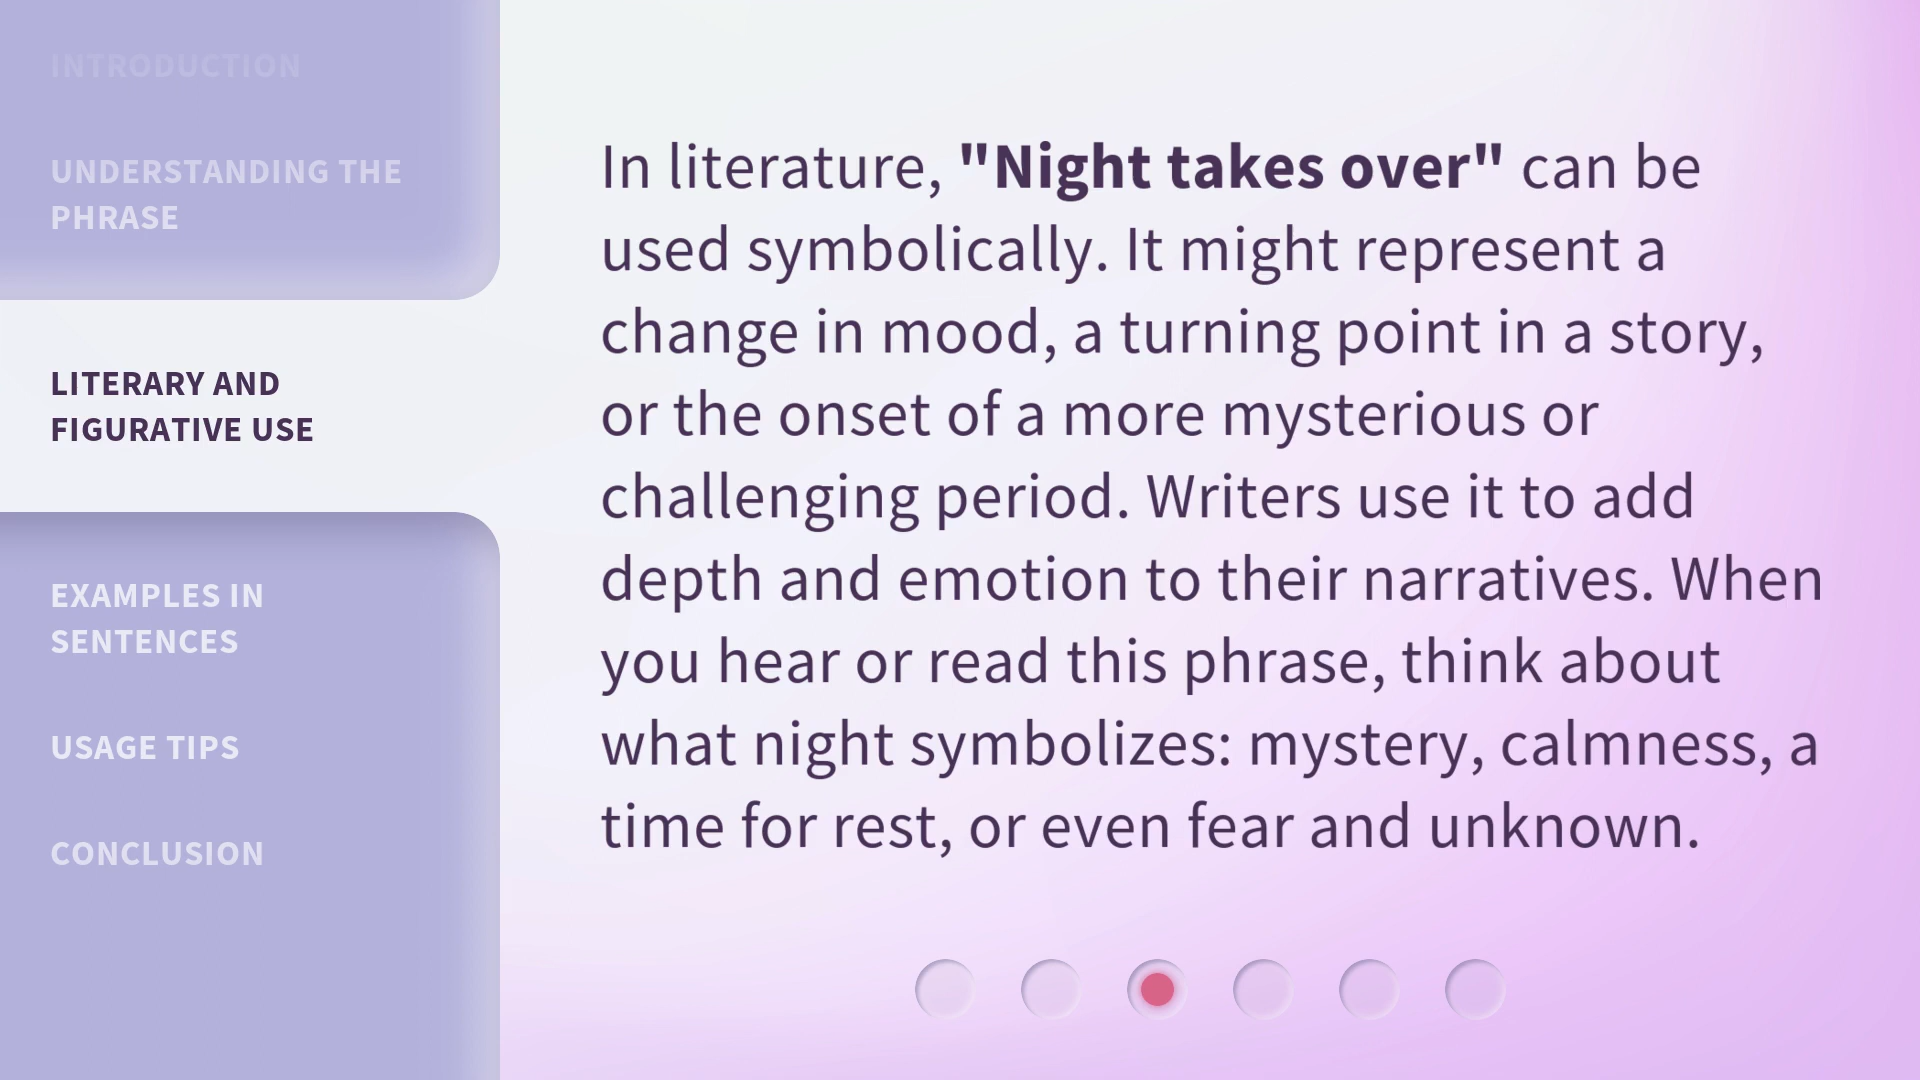 INTRODUCTION
UNDERSTANDING THE
PHRASE
LITERARY AND
FIGURATIVE USE
EXAMPLES IN
SENTENCES
USAGE TIPS
CONCLUSION
In literature, "Night takes over" can be
used symbolically. It might represent a
change in mood, a turning point in a story,
or the onset of a more mysterious or
challenging period. Writers use it to add
depth and emotion to their narratives. When
you hear or read this phrase, think about
what night symbolizes: mystery, calmness, a
time for rest, or even fear and unknown.